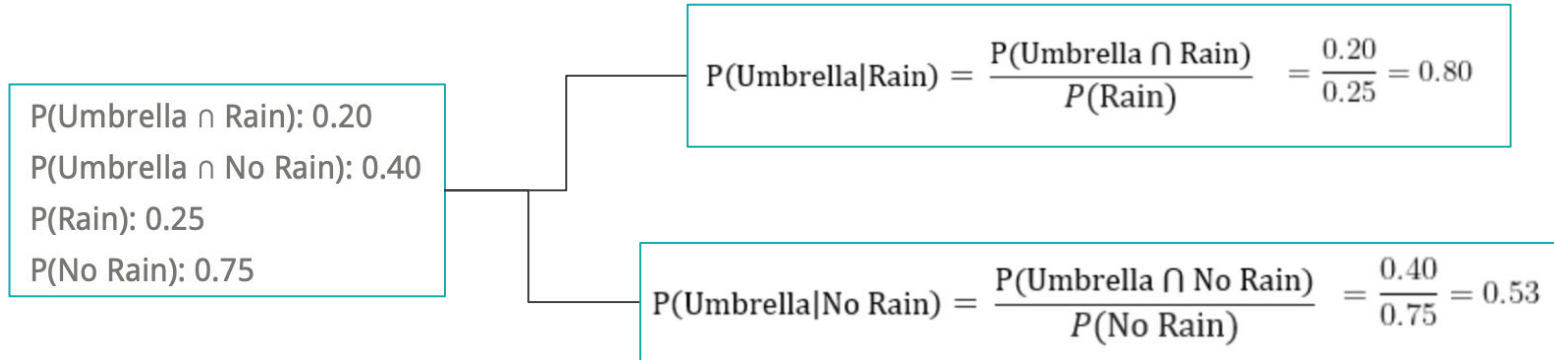 P(Umbrella ∩ Rain): 0.20
P(Umbrella ∩ No Rain): 0.40
P(Rain): 0.25
P(No Rain): 0.75
P(Umbrella|Rain) = P(Umbrella ⋂ Rain) / P(Rain) = 0.20 / 0.25 = 0.80
P(Umbrella|No Rain) = P(Umbrella ⋂ No Rain) / P(No Rain) = 0.40 / 0.75 = 0.53